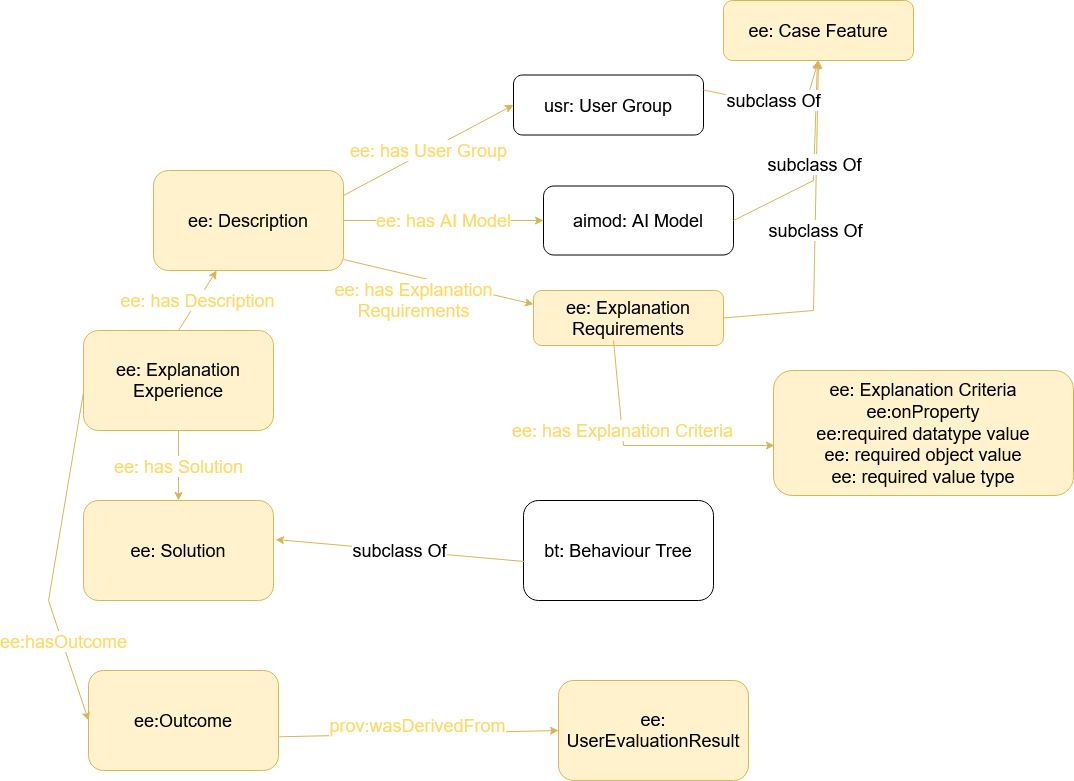 ee: Case Feature
usr: User Group
subclass Of
ee: has User Group
subclass Of
ee: Description
ee: has AI Model
aimod: AI Model
subclass Of
ee: has Explanation
Requirements
ee: has Description
ee: Explanation
Requirements
ee: Explanation
Experience
ee: has Explanation Criteria
ee: Explanation Criteria
ee:onProperty
ee:required datatype value
ee: required object value
ee: required value type
ee: has Solution
ee: Solution
subclass Of
bt: Behaviour Tree
ee:hasOutcome
ee:Outcome
prov:wasDerivedFrom
ee:
UserEvaluationResult